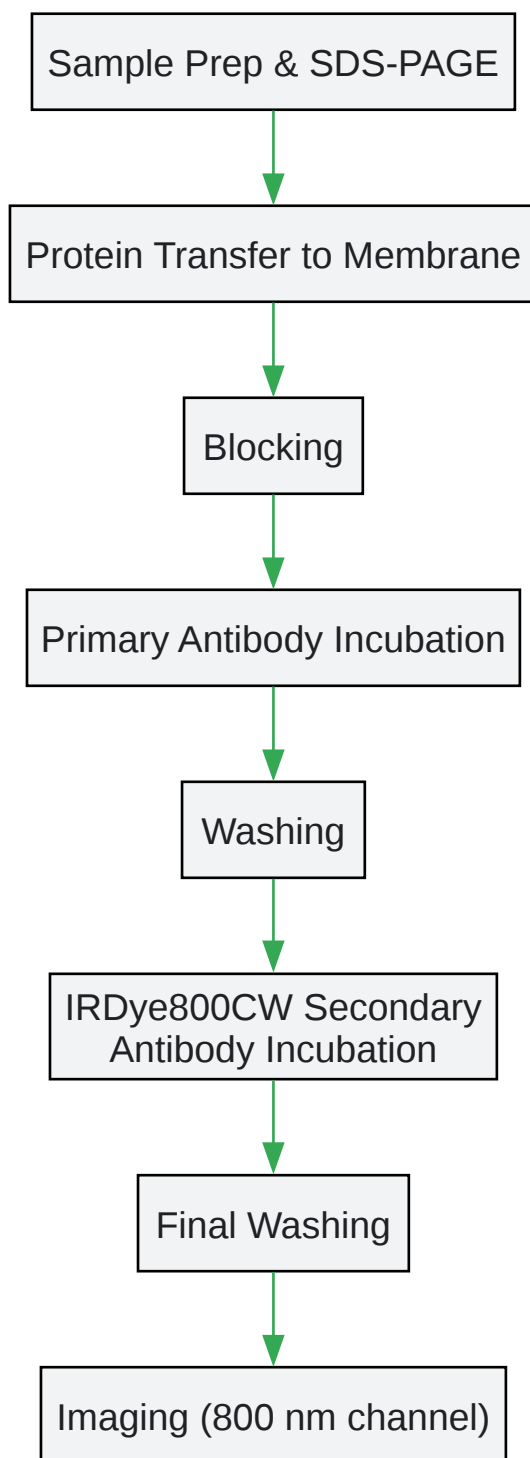 Sample Prep & SDS-PAGE
Protein Transfer to Membrane
Blocking
Primary Antibody Incubation
Washing
IRDye800CW Secondary
Antibody Incubation
Final Washing
Imaging (800 nm channel)